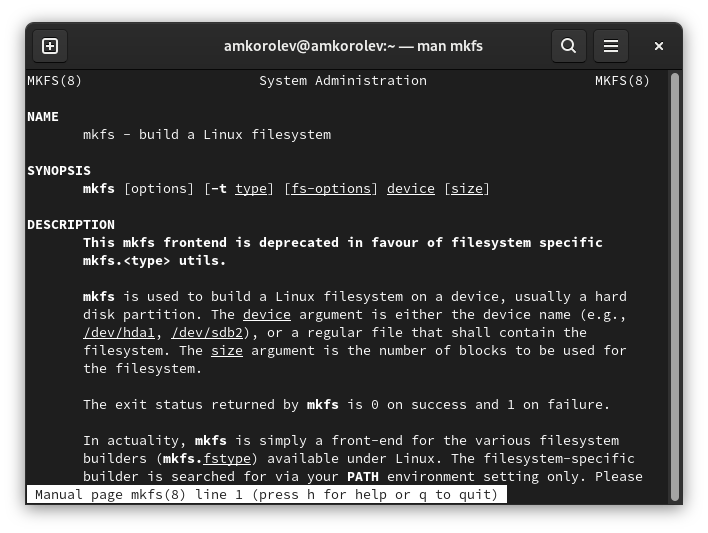 amkorolev@amkorolev:~ — man mkfs
MKFS(8) System Administration MKFS(8)
NAME
mkfs - build a Linux filesystem
SYNOPSIS
mkfs [options] [-t type] [fs-options] device [size]
DESCRIPTION
This mkfs frontend is deprecated in favour of filesystem specific
mkfs.<type> utils.
mkfs is used to build a Linux filesystem on a device, usually a hard
disk partition. The device argument is either the device name (e.g.,
/dev/hda1, /dev/sdb2), or a regular file that shall contain the
filesystem. The size argument is the number of blocks to be used for
the filesystem.
The exit status returned by mkfs is 0 on success and 1 on failure.
In actuality, mkfs is simply a front-end for the various filesystem
builders (mkfs.fstype) available under Linux. The filesystem-specific
builder is searched for via your PATH environment setting only. Please
Manual page mkfs(8) line 1 (press h for help or q to quit)